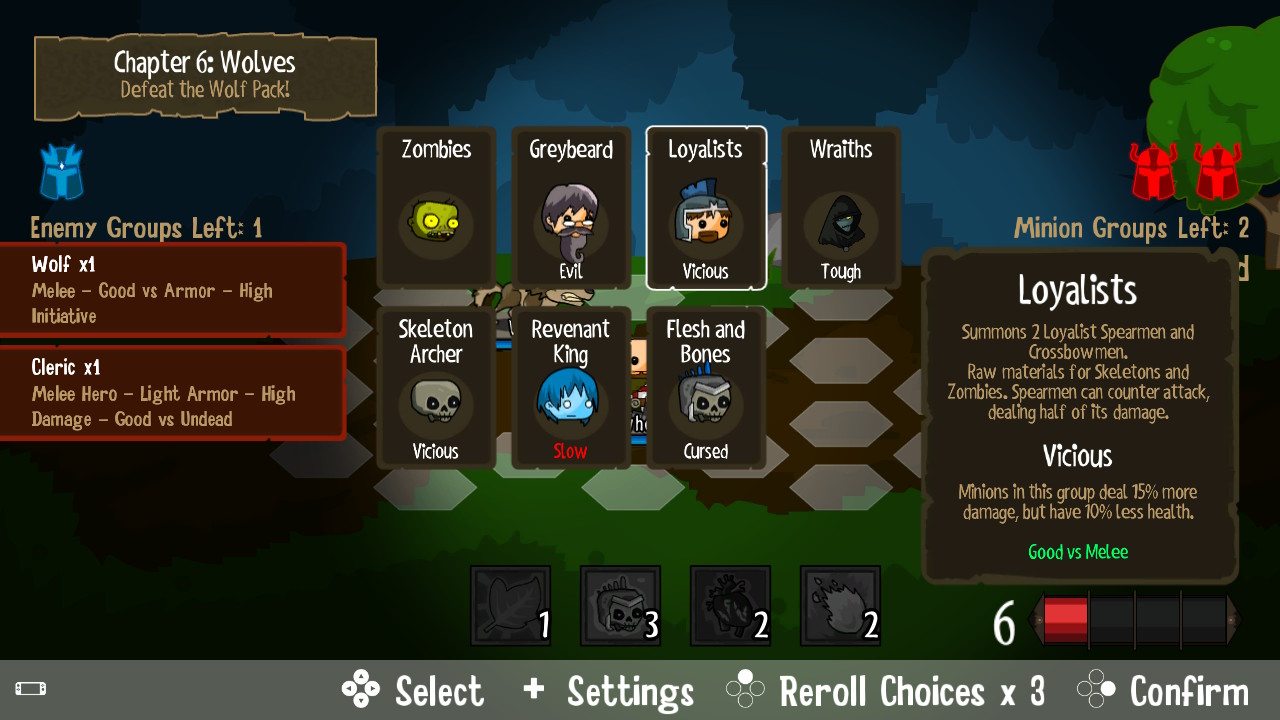 Chapter 6: Wolves
Defeat the Wolf Pack!
Enemy Groups Left: 1
Wolf x1
Melee - Good vs Armor - High
Initiative
Cleric x1
Melee Hero - Light Armor - High
Damage - Good vs Undead
Zombies
Greybeard
Evil
Loyalists
Vicious
Wraiths
Tough
Skeleton
Archer
Vicious
Revenant
King
Slow
Flesh and
Bones
Cursed
Minion Groups Left: 2
Loyalists
Summons 2 Loyalist Spearmen and
Crossbowmen.
Raw materials for Skeletons and
Zombies. Spearmen can counter attack,
dealing half of its damage.
Vicious
Minions in this group deal 15% more
damage, but have 10% less health.
Good vs Melee
1
3
2
2
6
Select
+ Settings
Reroll Choices x 3
Confirm